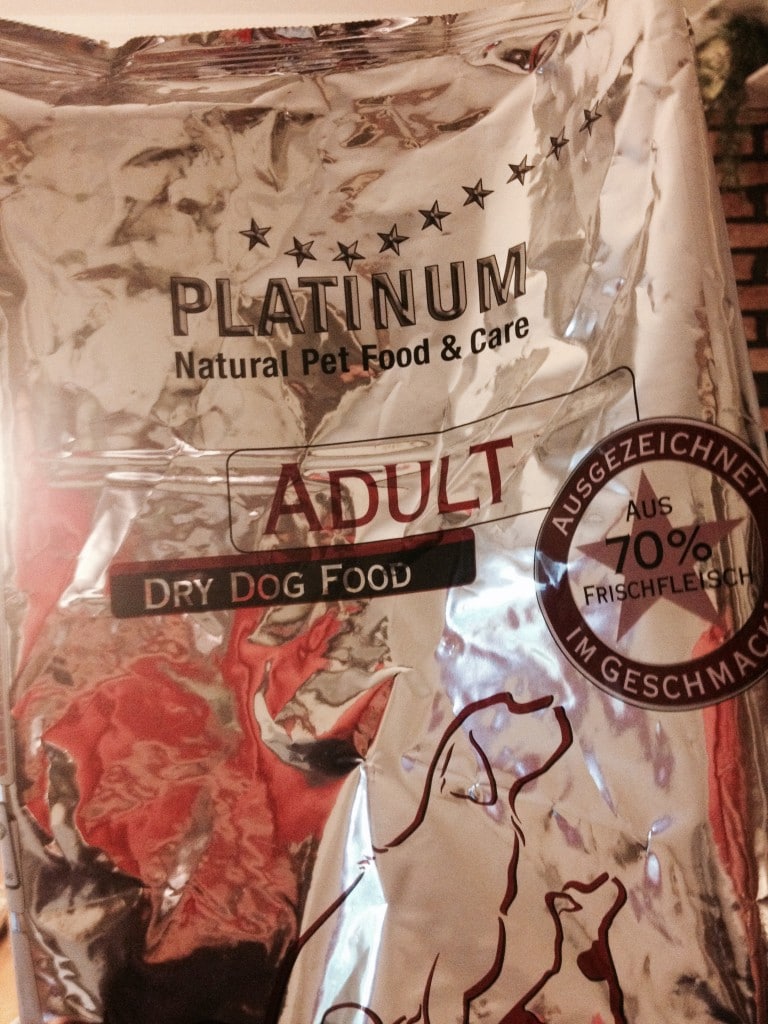 PLATINUM
Natural Pet Food & Care
ADULT
DRY DOG FOOD
AUSGEZEICHNET
AUS
70%
FRISCHFLEISCH
IM GESCHMACK!